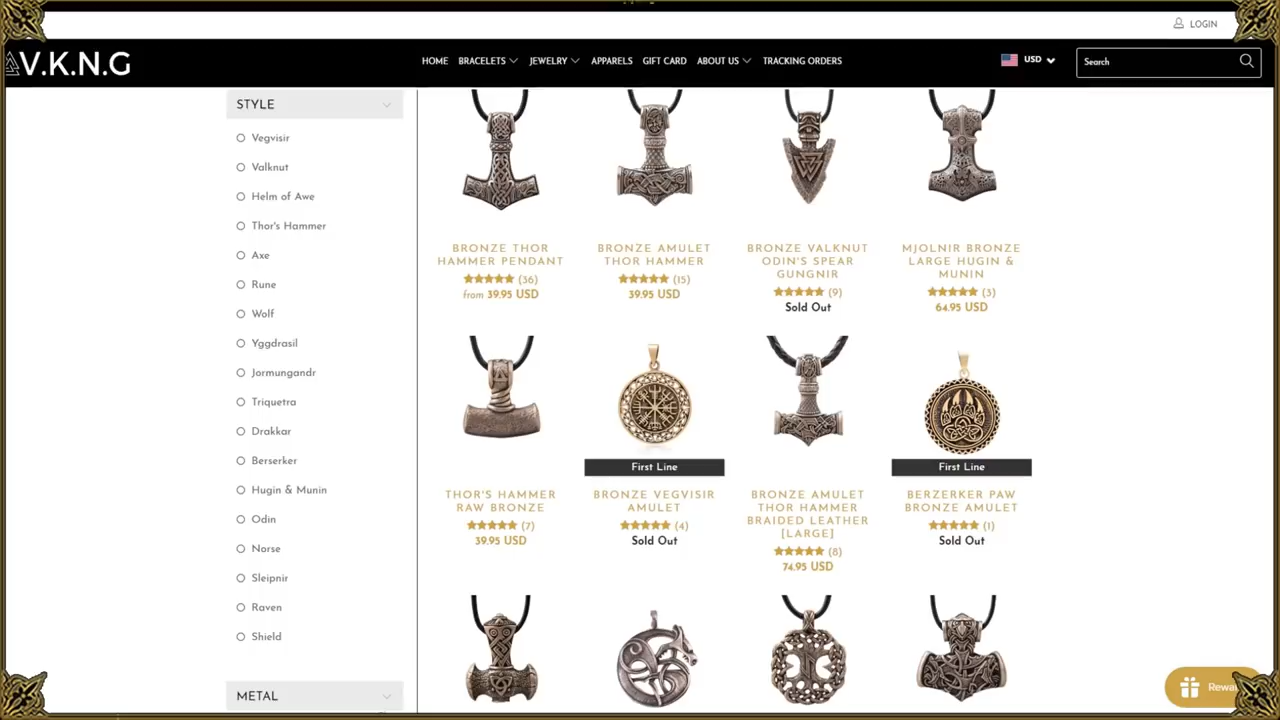 LOGIN
V.K.N.G
HOME BRACELETS JEWELRY APPARELS GIFT CARD ABOUT US TRACKING ORDERS
USD
Search
STYLE
Vegvisir
Valknut
Helm of Awe
Thor's Hammer
Axe
Rune
Wolf
Yggdrasil
Jormungandr
Triquetra
Drakkar
Berserker
Hugin & Munin
Odin
Norse
Sleipnir
Raven
Shield
METAL
BRONZE THOR
HAMMER PENDANT
(36)
from 39.95 USD
BRONZE AMULET
THOR HAMMER
(15)
39.95 USD
BRONZE VALKNUT
ODIN'S SPEAR
GUNGNIR
(9)
Sold Out
MJOLNIR BRONZE
LARGE HUGIN &
MUNIN
(3)
64.95 USD
THOR'S HAMMER
RAW BRONZE
(7)
39.95 USD
First Line
BRONZE VEGVISIR
AMULET
(4)
Sold Out
BRONZE AMULET
THOR HAMMER
BRAIDED LEATHER
[LARGE]
(8)
74.95 USD
First Line
BERZERKER PAW
BRONZE AMULET
(1)
Sold Out